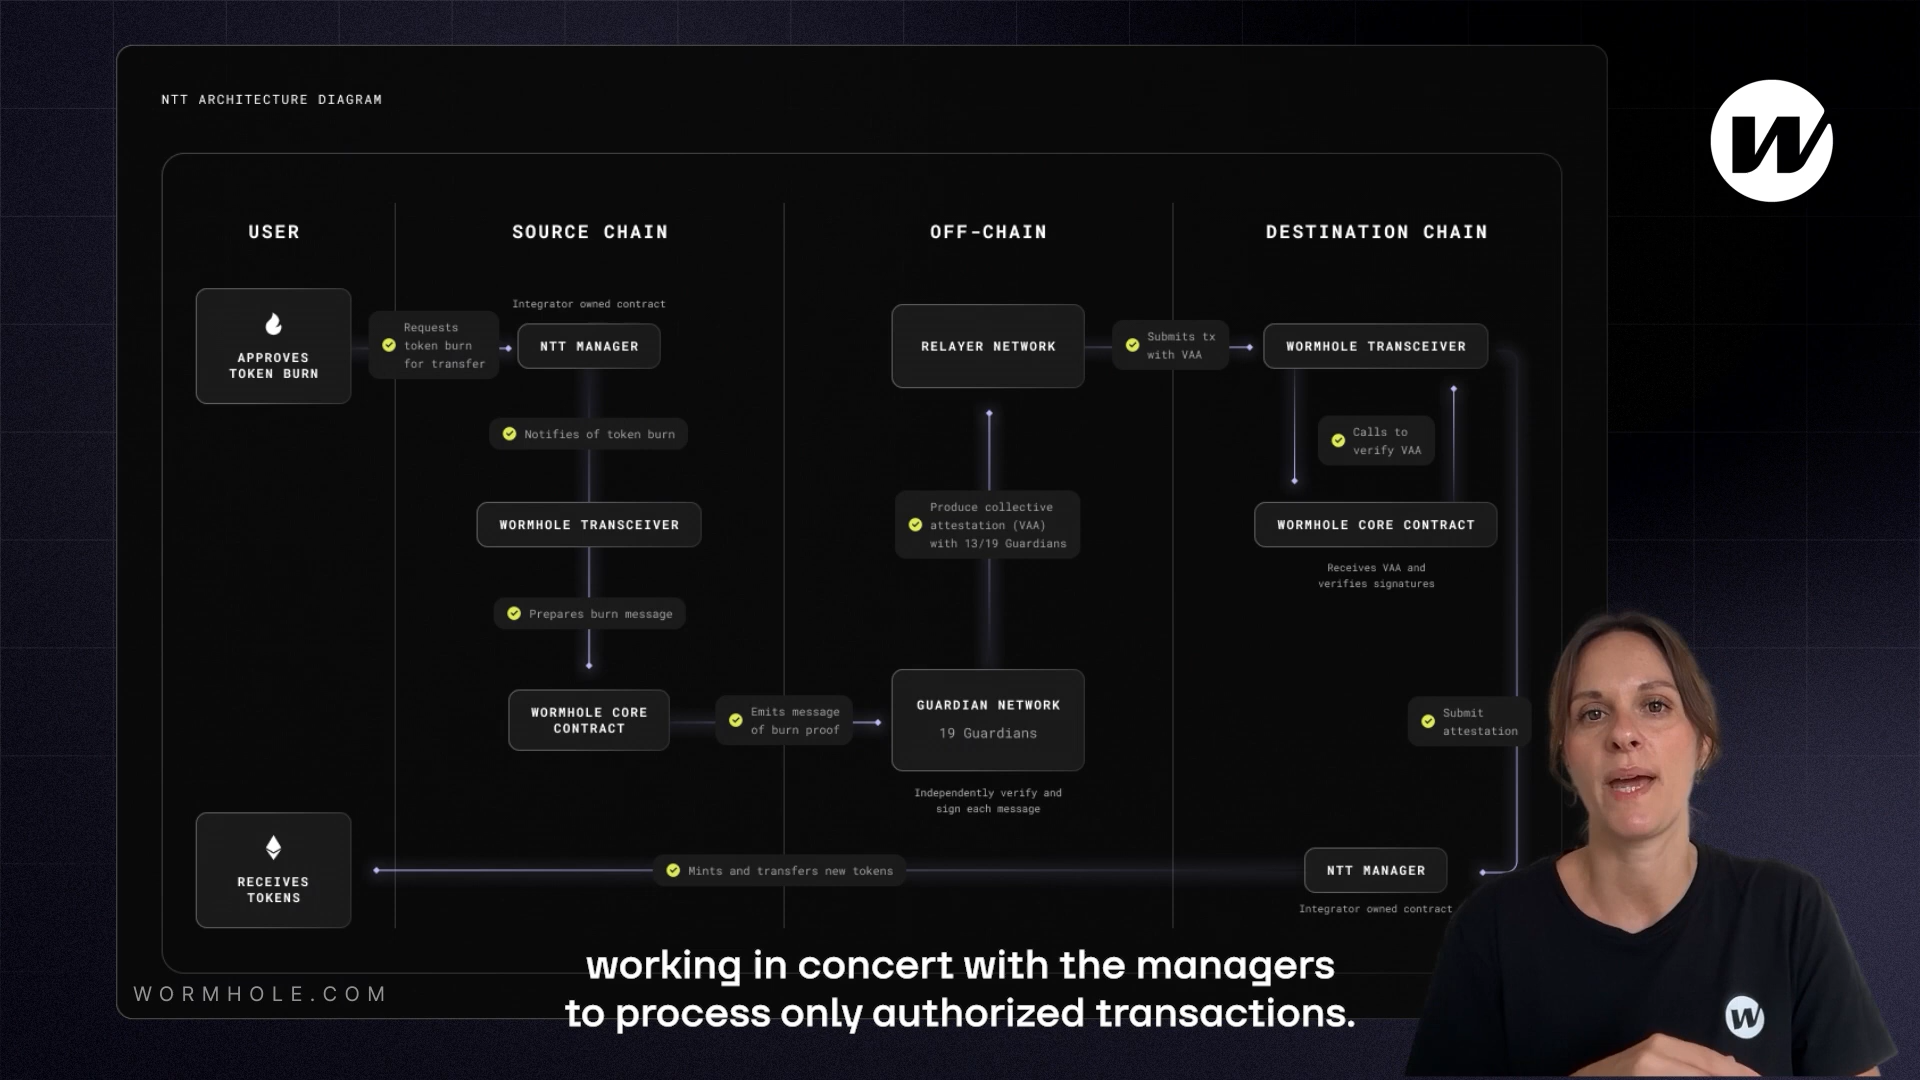 NTT ARCHITECTURE DIAGRAM
USER
SOURCE CHAIN
OFF-CHAIN
DESTINATION CHAIN
APPROVES
TOKEN BURN
Requests
token burn
for transfer
Integrator owned contract
NTT MANAGER
Notifies of token burn
WORMHOLE TRANSCEIVER
Prepares burn message
WORMHOLE CORE
CONTRACT
Emits message
of burn proof
RELAYER NETWORK
Produce collective
attestation (VAA)
with 13/19 Guardians
GUARDIAN NETWORK
19 Guardians
Independently verify and
sign each message
Submits tx
with VAA
WORMHOLE TRANSCEIVER
Calls to
verify VAA
WORMHOLE CORE CONTRACT
Receives VAA and
verifies signatures
Submit
attestation
NTT MANAGER
Integrator owned contract
Mints and transfers new tokens
RECEIVES
TOKENS
working in concert with the managers
to process only authorized transactions.
WORMHOLE.COM
W
W